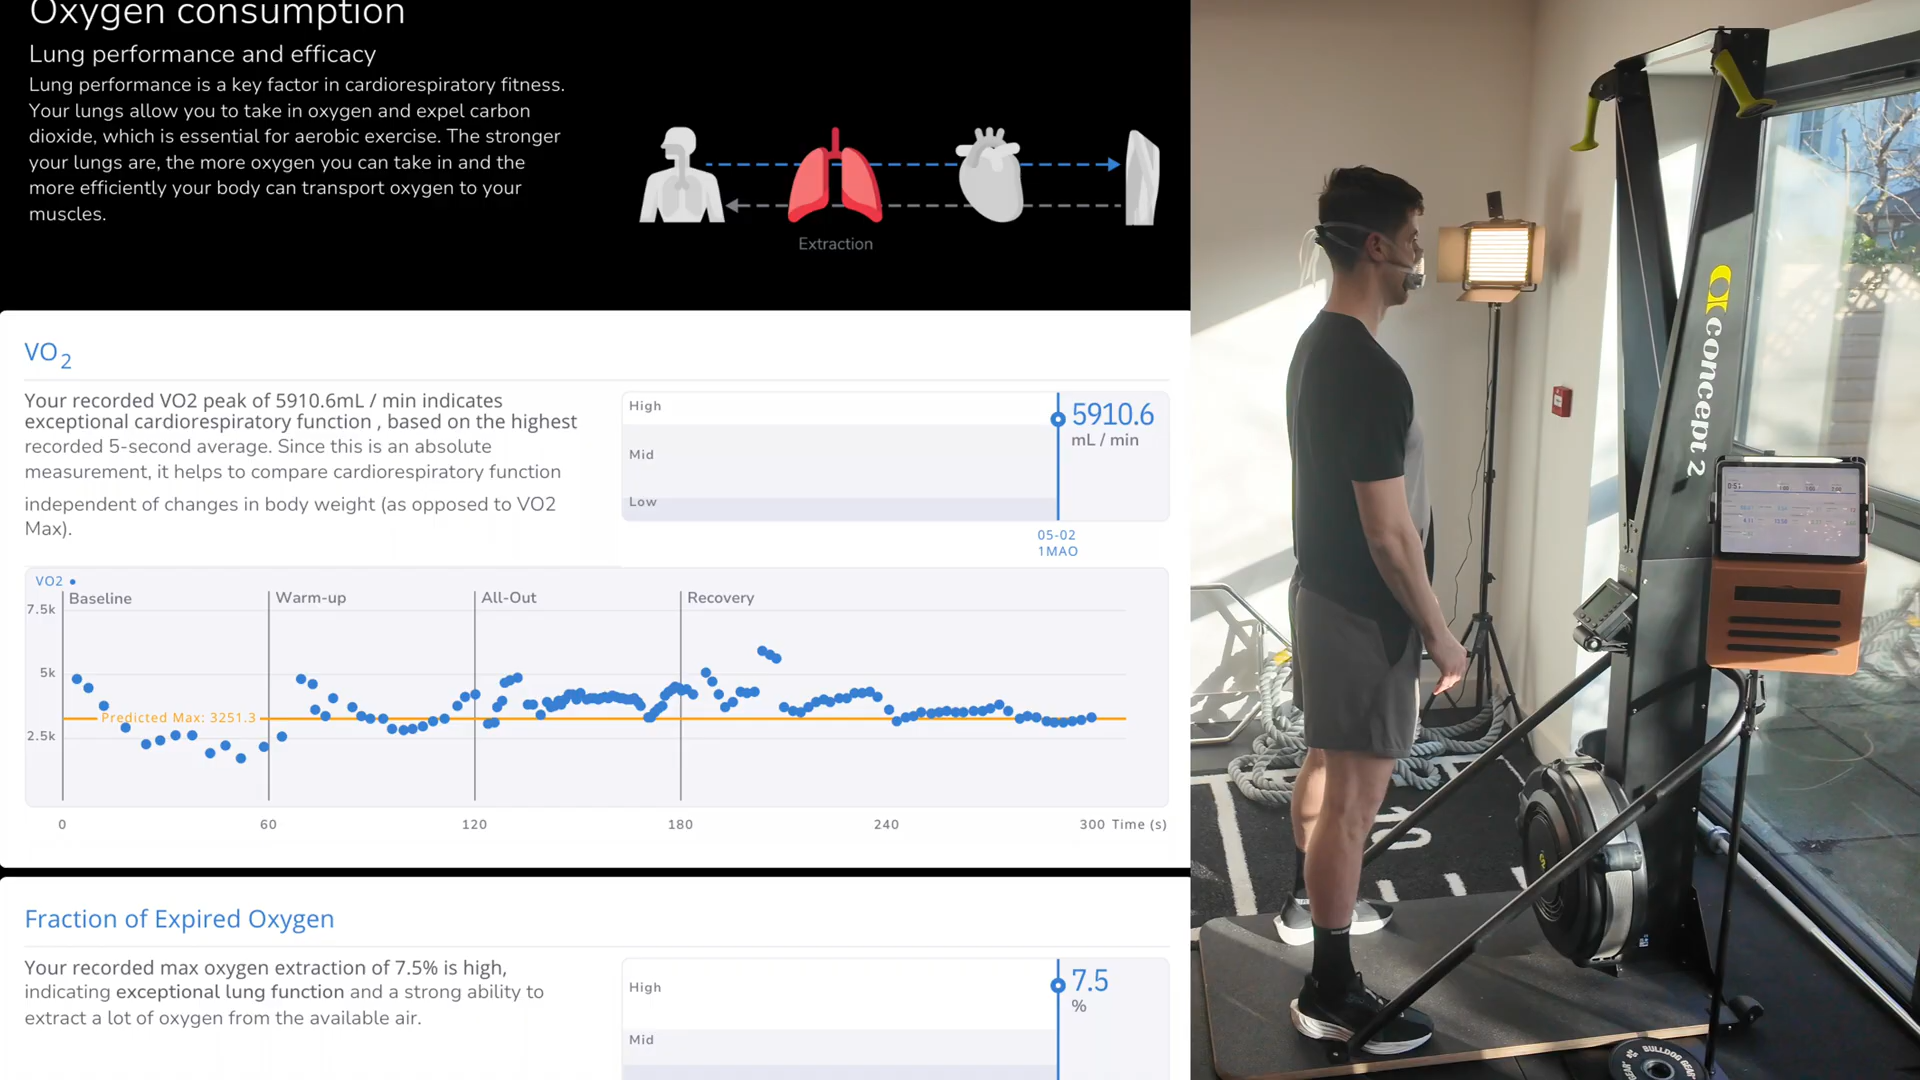 Oxygen consumption
Lung performance and efficacy
Lung performance is a key factor in cardiorespiratory fitness.
Your lungs allow you to take in oxygen and expel carbon
dioxide, which is essential for aerobic exercise. The stronger
your lungs are, the more oxygen you can take in and the
more efficiently your body can transport oxygen to your
muscles.
Extraction
VO2
Your recorded VO2 peak of 5910.6mL / min indicates
exceptional cardiorespiratory function , based on the highest
recorded 5-second average. Since this is an absolute
measurement, it helps to compare cardiorespiratory function
independent of changes in body weight (as opposed to VO2
Max).
High
Mid
Low
5910.6
mL / min
05-02
1MAO
VO2
Baseline
Warm-up
All-Out
Recovery
7.5k
5k
2.5k
Predicted Max: 3251.3
0
60
120
180
240
300 Time (s)
Fraction of Expired Oxygen
Your recorded max oxygen extraction of 7.5% is high,
indicating exceptional lung function and a strong ability to
extract a lot of oxygen from the available air.
High
Mid
7.5
%
concept 2
10
BULLDOG GEAR